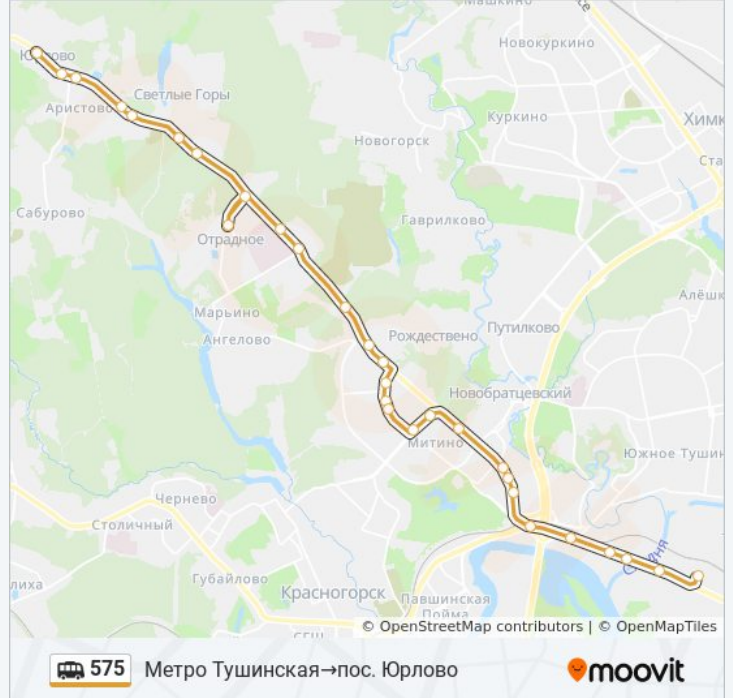 Машкино
Новокуркино
Юрлово
Светлые Горы
Аристово
Куркино
Химк
Новогорск
Ста
Сабурово
Гаврилково
Отрадное
Алёшк
Марьино
Рождествено
Путилково
Ангелово
Новобратцевский
Митино
Южное Тушин
Чернево
Столичный
Губайлово
лиха
Красногорск
Павшинская
Пойма
© OpenStreetMap contributors | © OpenMapTiles
575 Метро Тушинская→пос. Юрлово
moovit